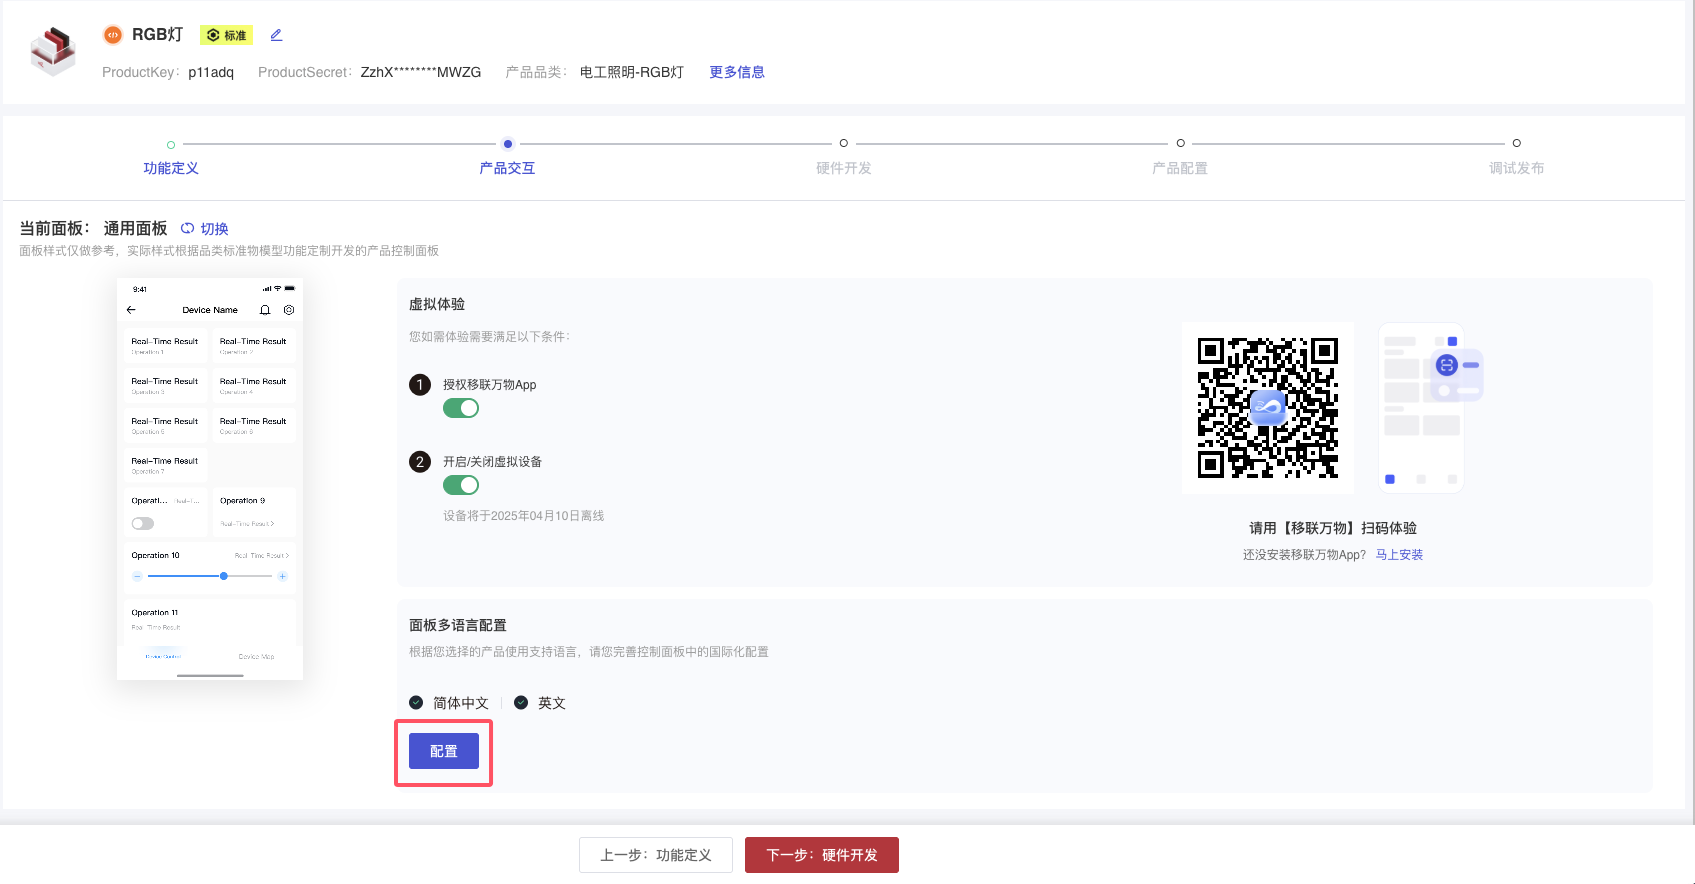 RGB灯 标准
ProductKey: p11adq ProductSecret: ZzhX********MWZG 产品品类: 电工照明-RGB灯 更多信息
功能定义 产品交互 硬件开发 产品配置 调试发布
当前面板: 通用面板 切换
面板样式仅做参考，实际样式根据品类标准物模型功能定制开发的产品控制面板
9:41
Device Name
Real-Time Result Real-Time Result
Operation 1 Operation 2
Real-Time Result Real-Time Result
Operation 3 Operation 4
Real-Time Result Real-Time Result
Operation 5 Operation 6
Real-Time Result
Operation 7
Operati... Real-T... Operation 9
Real-Time Result >
Operation 10 Real-Time Result >
Operation 11
Real-Time Result
Device Control Device Map
虚拟体验
您如需体验需要满足以下条件:
1 授权移联万物App
2 开启/关闭虚拟设备
设备将于2025年04月10日离线
请用【移联万物】扫码体验
还没安装移联万物App? 马上安装
面板多语言配置
根据您选择的产品使用支持语言，请您完善控制面板中的国际化配置
简体中文 英文
配置
上一步: 功能定义 下一步: 硬件开发